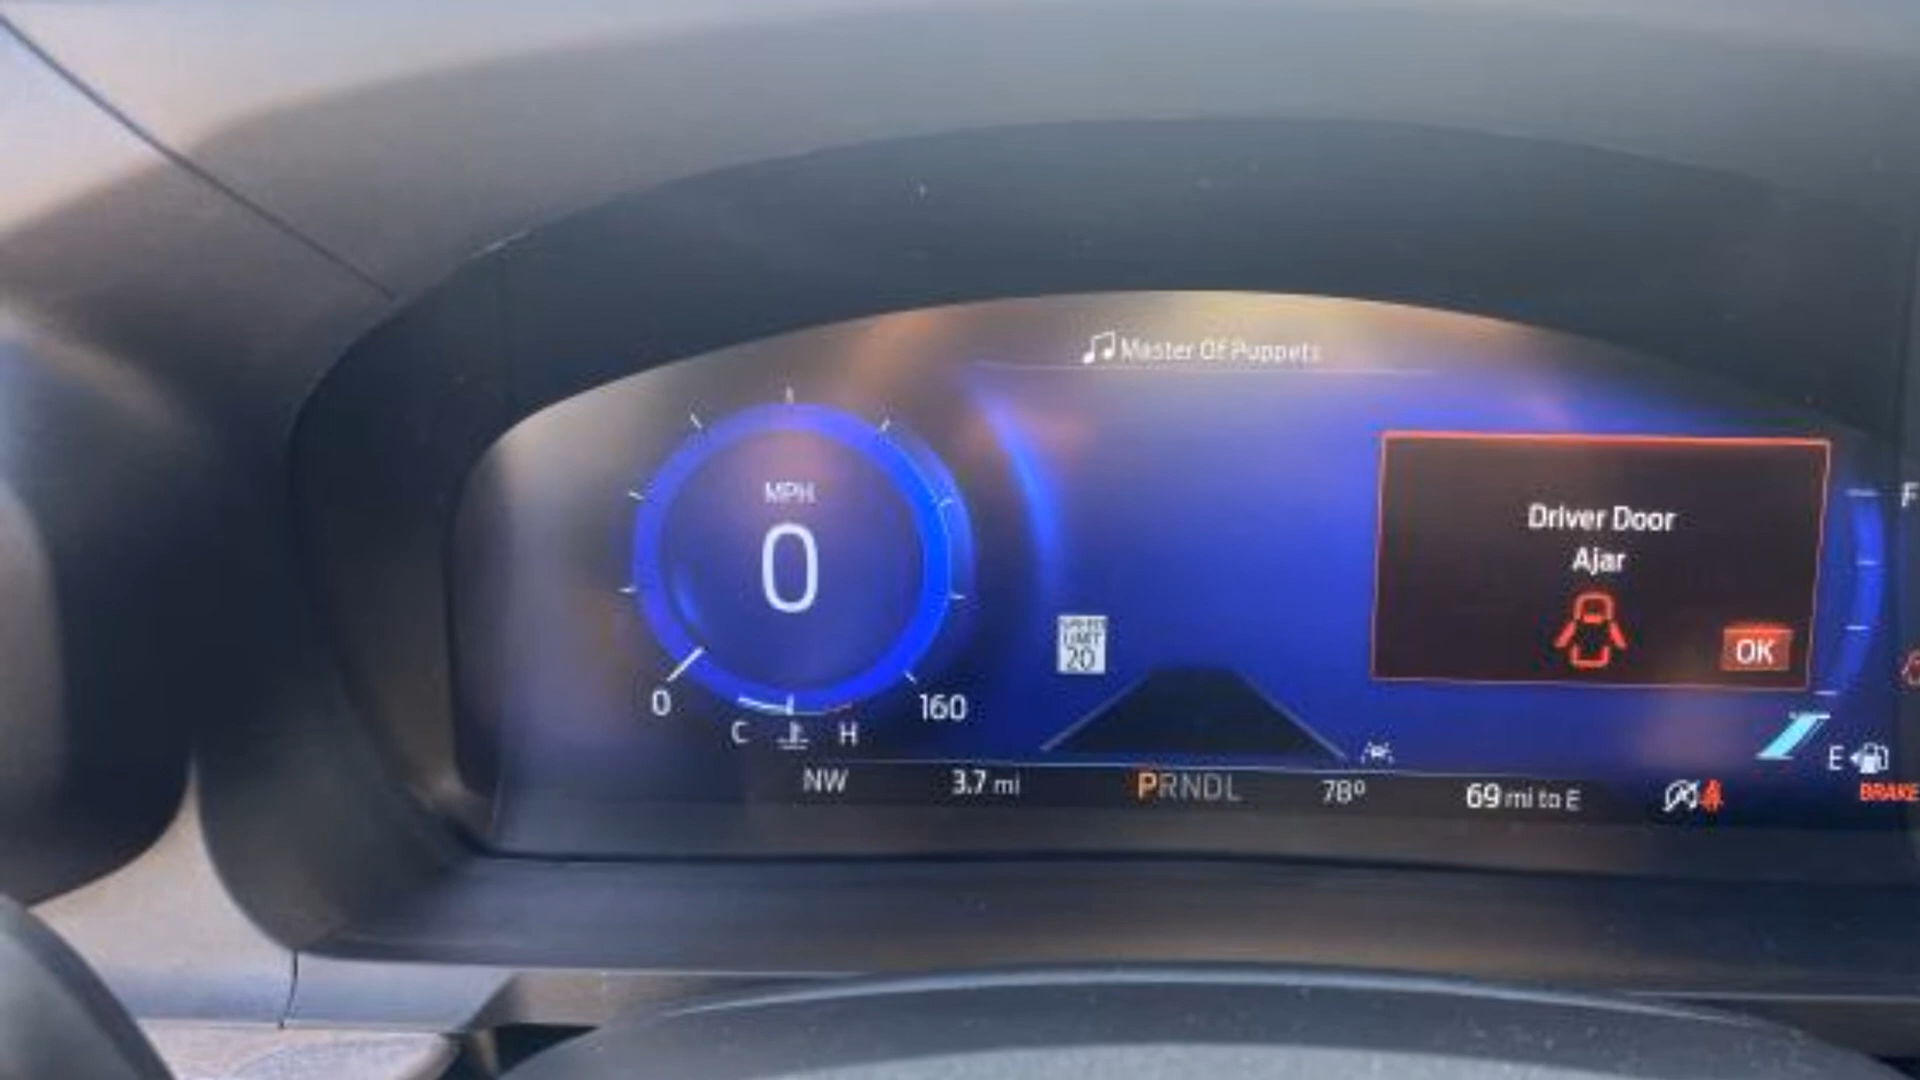 Master Of Puppets
MPH
0
Driver Door
Ajar
OK
SPEED
LIMIT
20
0
160
C
H
F
E
NW
3.7 mi
PRNDL
78°
69 mi to E
BRAKE